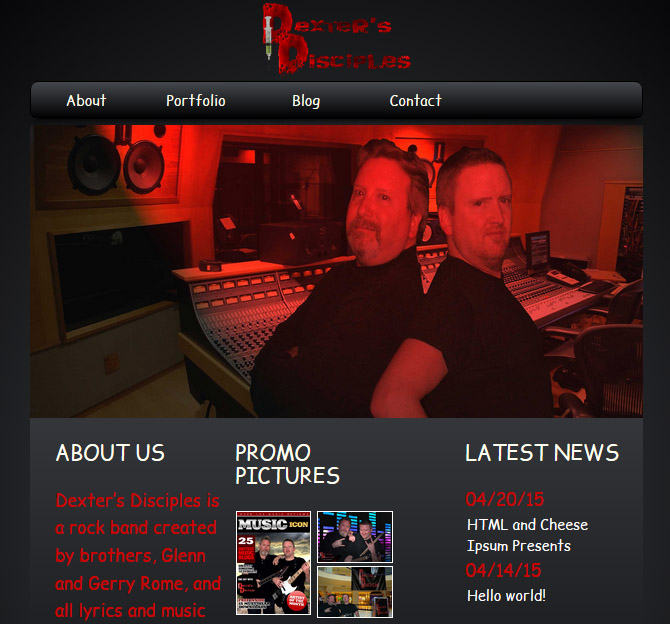 Dexter's
Disciples
About Portfolio Blog Contact
ABOUT US
Dexter's Disciples is
a rock band created
by brothers, Glenn
and Gerry Rome, and
all lyrics and music
PROMO
PICTURES
MUSIC ICON
25
LATEST NEWS
04/20/15
HTML and Cheese
Ipsum Presents
04/14/15
Hello world!